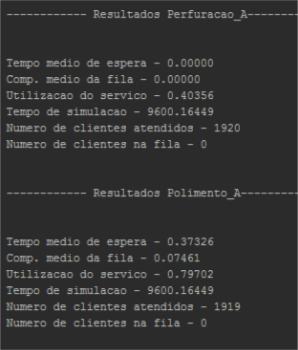 ------------ Resultados Perfuracao_A--------
Tempo medio de espera - 0.00000
Comp. medio da fila - 0.00000
Utilizacao do servico - 0.40356
Tempo de simulacao - 9600.16449
Numero de clientes atendidos - 1920
Numero de clientes na fila - 0
------------ Resultados Polimento_A---------
Tempo medio de espera - 0.37326
Comp. medio da fila - 0.07461
Utilizacao do servico - 0.79702
Tempo de simulacao - 9600.16449
Numero de clientes atendidos - 1919
Numero de clientes na fila - 0